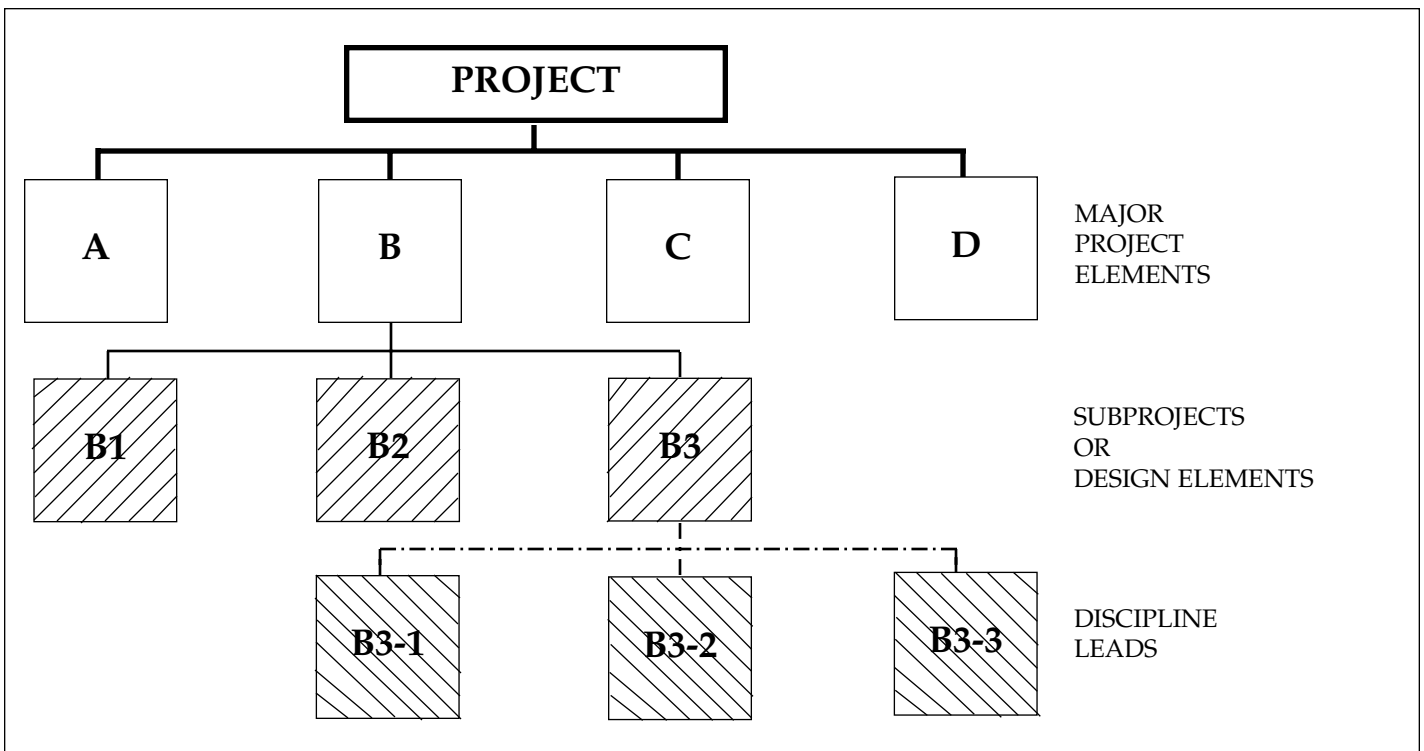 PROJECT
A
B
C
D
MAJOR
PROJECT
ELEMENTS
B1
B2
B3
SUBPROJECTS
OR
DESIGN ELEMENTS
B3-1
B3-2
B3-3
DISCIPLINE
LEADS